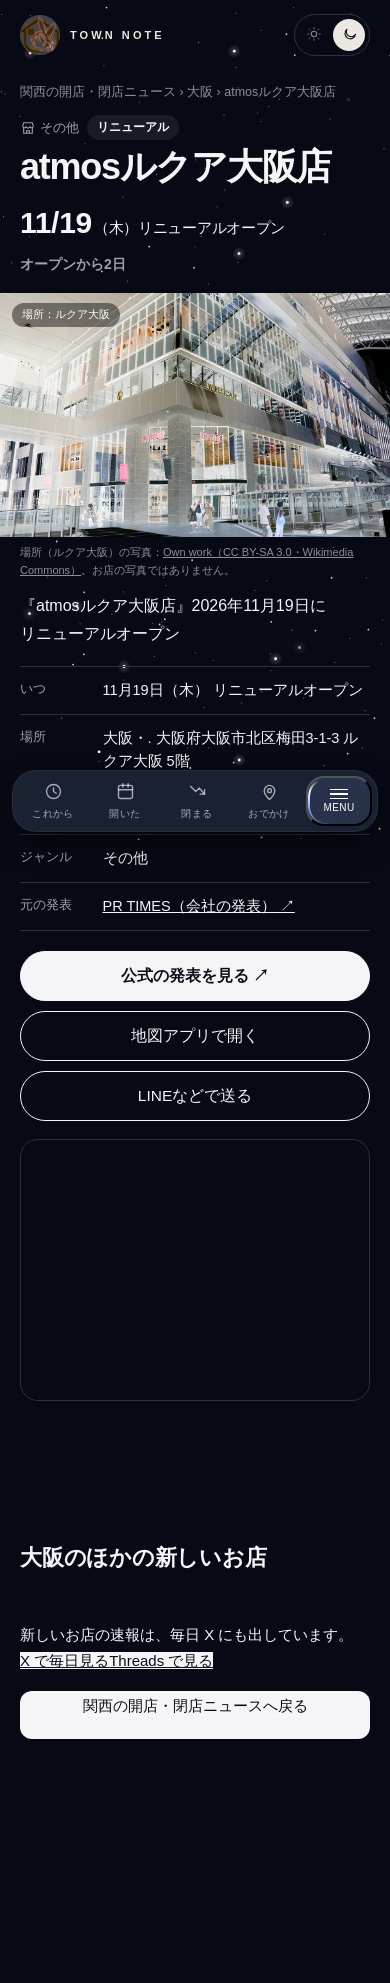 TOWN NOTE
関西の開店・閉店ニュース › 大阪 › atmosルクア大阪店
その他 リニューアル
atmosルクア大阪店
11/19（木）リニューアルオープン
オープンから2日
場所：ルクア大阪
場所（ルクア大阪）の写真：Own work（CC BY-SA 3.0・Wikimedia
Commons）。お店の写真ではありません。
『atmosルクア大阪店』2026年11月19日に
リニューアルオープン
いつ 11月19日（木） リニューアルオープン
場所 大阪・. 大阪府大阪市北区梅田3-1-3 ル
クア大阪 5階
これから 開いた 閉まる おでかけ MENU
ジャンル その他
元の発表 PR TIMES（会社の発表） ↗
公式の発表を見る ↗
地図アプリで開く
LINEなどで送る
大阪のほかの新しいお店
新しいお店の速報は、毎日 X にも出しています。
X で毎日見るThreads で見る
関西の開店・閉店ニュースへ戻る